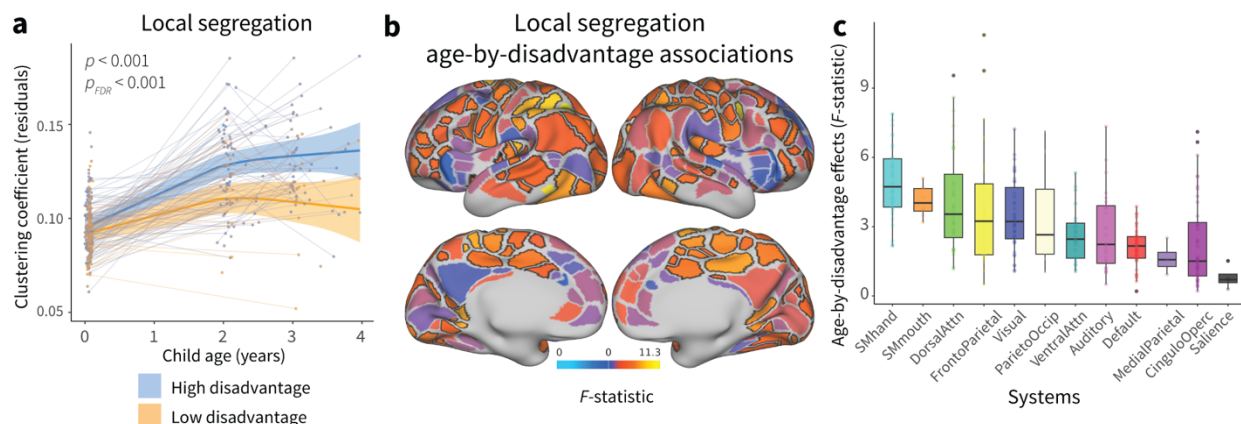 a
Local segregation
p < 0.001
pFDR < 0.001
Clustering coefficient (residuals)
0.15
0.10
0.05
0
1
2
3
4
Child age (years)
High disadvantage
Low disadvantage
b
Local segregation
age-by-disadvantage associations
0
0
11.3
F-statistic
c
Age-by-disadvantage effects (F-statistic)
9
6
3
0
SMhand
SMmouth
DorsalAttn
FrontoParietal
Visual
ParietoOccip
VentralAttn
Auditory
Default
MedialParietal
CinguloOperc
Salience
Systems